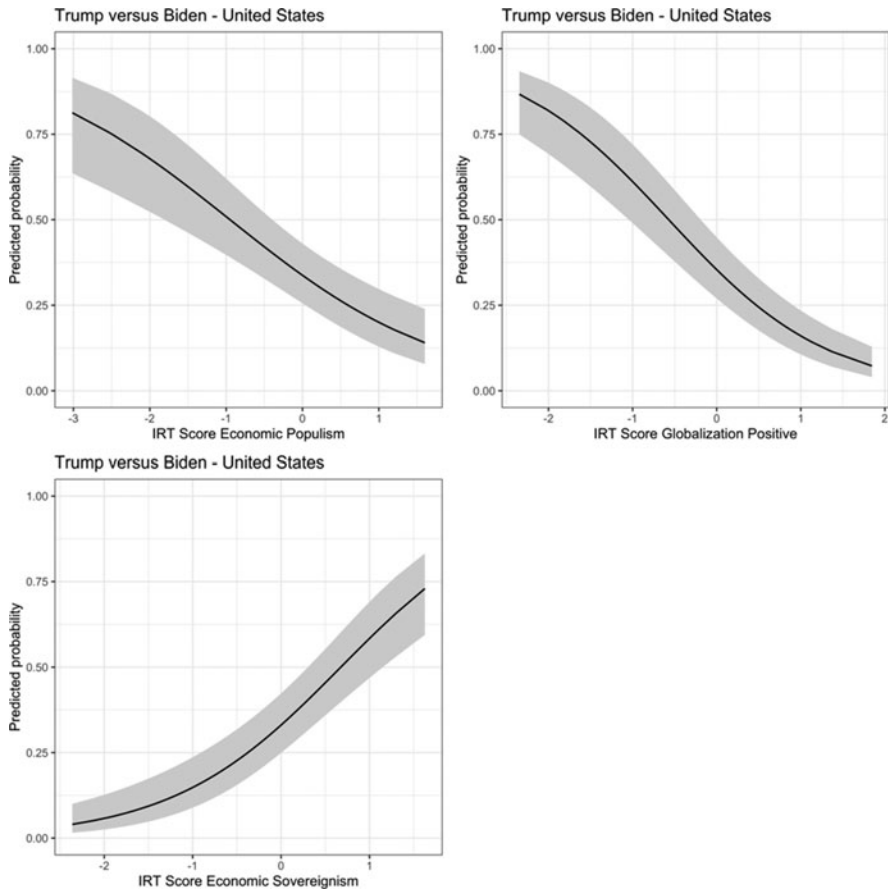 Trump versus Biden - United States
1.00
0.75
0.50
0.25
0.00
Predicted probability
-3 -2 -1 0 1
IRT Score Economic Populism
Trump versus Biden - United States
1.00
0.75
0.50
0.25
0.00
Predicted probability
-2 -1 0 1 2
IRT Score Globalization Positive
Trump versus Biden - United States
1.00
0.75
0.50
0.25
0.00
Predicted probability
-2 -1 0 1
IRT Score Economic Sovereignism